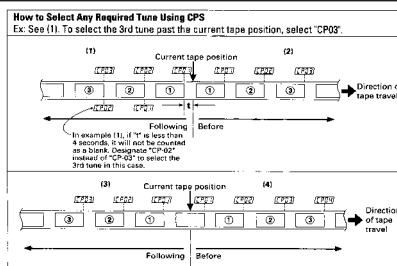 How to Select Any Required Tune Using CPS
Ex: See (1). To select the 3rd tune past the current tape position, select "CP03".
(1)
Current tape position
(2)
CP03 CP02 CP01 CP01 CP02 CP03
③ ② ① ① ② ③
Direction of tape travel
CP02 CP01
t
Following Before
In example (1), if "t" is less than
4 seconds, it will not be counted
as a blank. Designate "CP-02"
instead of "CP-03" to select the
3rd tune in this case.
(3)
Current tape position
(4)
CP03 CP02 CP01 CP02 CP03 CP04
③ ② ① ① ② ③
Direction of tape travel
Following Before